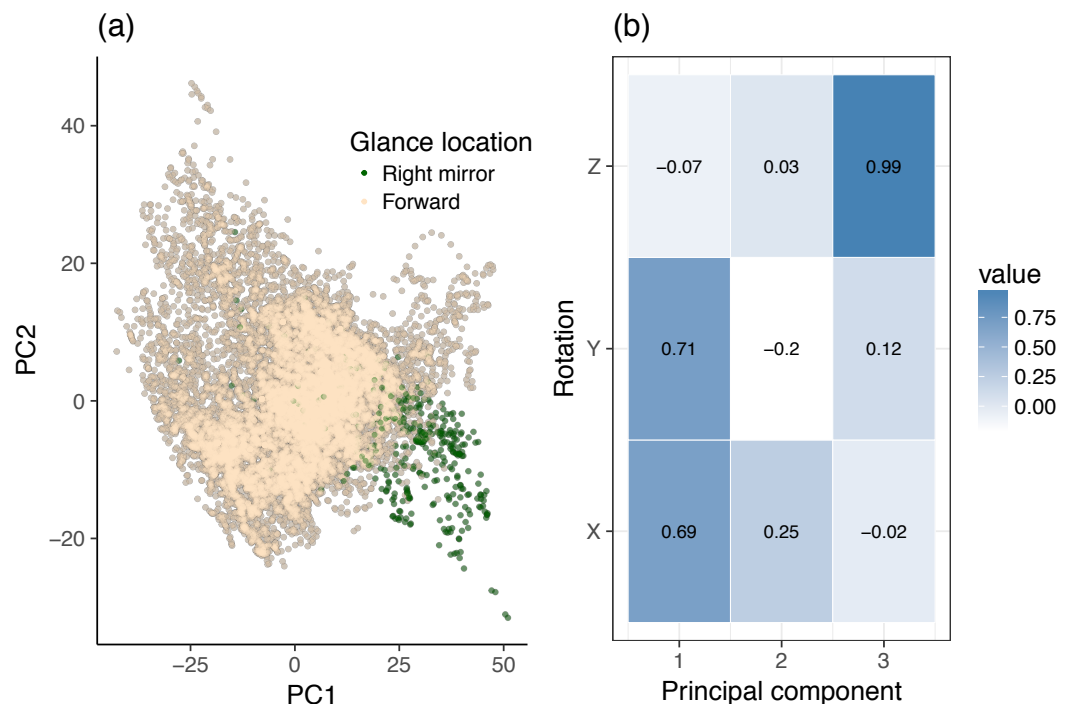 (a)
40
20
0
−20
−25
0
25
50
PC2
PC1
Glance location
Right mirror
Forward
(b)
Z
Y
X
Rotation
−0.07
0.03
0.99
0.71
−0.2
0.12
0.69
0.25
−0.02
1
2
3
Principal component
value
0.75
0.50
0.25
0.00